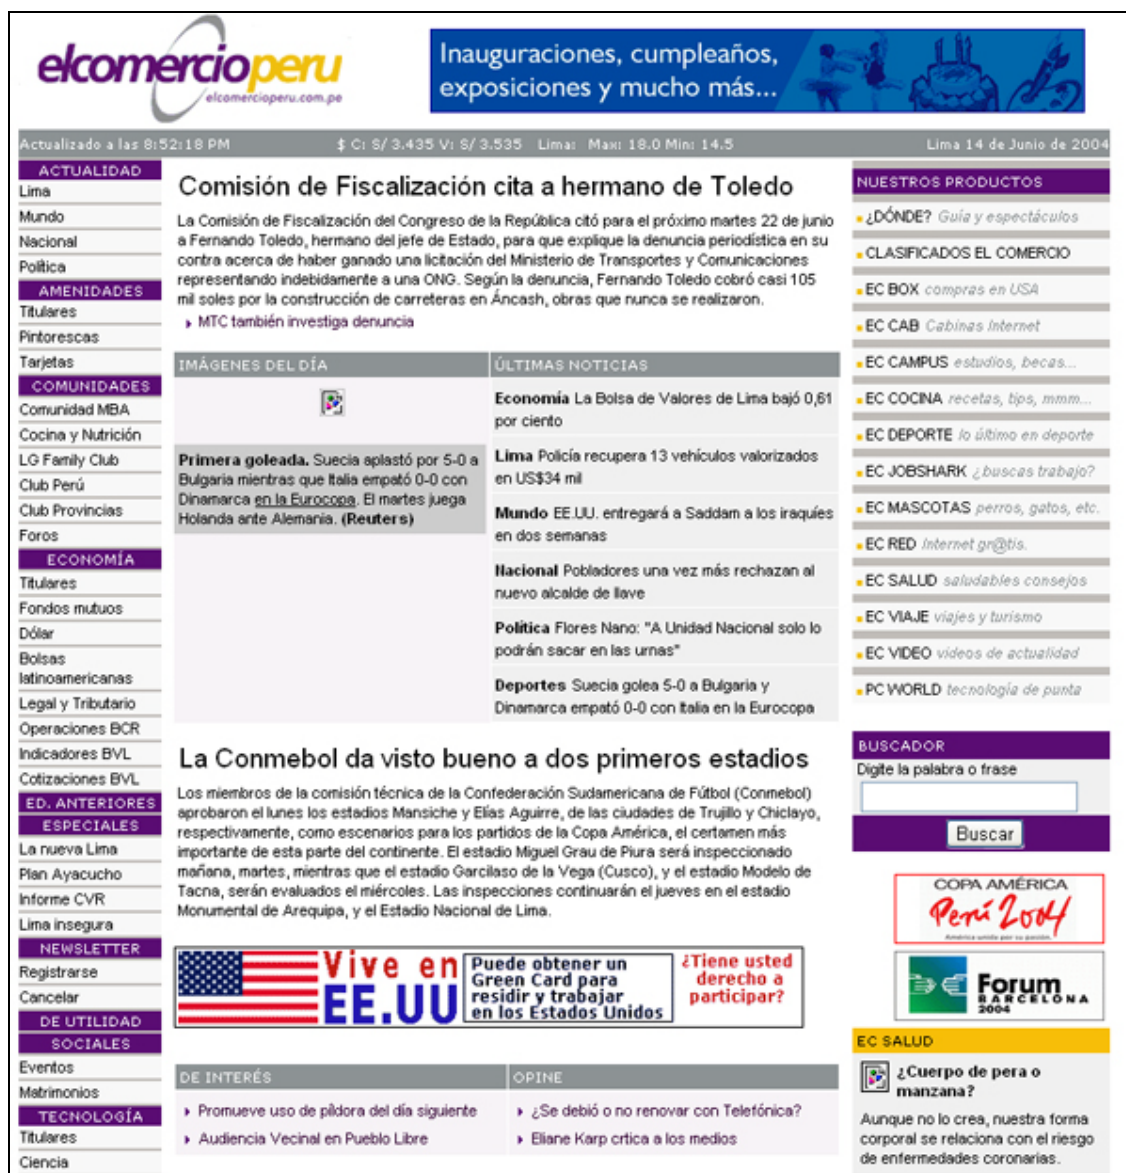 elcomercioperu
elcomercioperu.com.pe
Inauguraciones, cumpleaños,
exposiciones y mucho más...
Actualizado a las 8:52:18 PM
$ C: S/ 3.435 V: S/ 3.535 Lima: Max: 18.0 Min: 14.5
Lima 14 de Junio de 2004
ACTUALIDAD
Lima
Mundo
Nacional
Política
AMENIDADES
Titulares
Pintorescas
Tarjetas
COMUNIDADES
Comunidad MBA
Cocina y Nutrición
LG Family Club
Club Perú
Club Provincias
Foros
ECONOMÍA
Titulares
Fondos mutuos
Dólar
Bolsas
latinoamericanas
Legal y Tributario
Operaciones BCR
Indicadores BVL
Cotizaciones BVL
ED. ANTERIORES
ESPECIALES
La nueva Lima
Plan Ayacucho
Informe CVR
Lima insegura
NEWSLETTER
Registrarse
Cancelar
DE UTILIDAD
SOCIALES
Eventos
Matrimonios
TECNOLOGÍA
Titulares
Ciencia
Comisión de Fiscalización cita a hermano de Toledo
La Comisión de Fiscalización del Congreso de la República citó para el próximo martes 22 de junio
a Fernando Toledo, hermano del jefe de Estado, para que explique la denuncia periodística en su
contra acerca de haber ganado una licitación del Ministerio de Transportes y Comunicaciones
representando indebidamente a una ONG. Según la denuncia, Fernando Toledo cobró casi 105
mil soles por la construcción de carreteras en Áncash, obras que nunca se realizaron.
MTC también investiga denuncia
IMÁGENES DEL DÍA
Primera goleada. Suecia aplastó por 5-0 a
Bulgaria mientras que Italia empató 0-0 con
Dinamarca en la Eurocopa. El martes juega
Holanda ante Alemania. (Reuters)
ÚLTIMAS NOTICIAS
Economía La Bolsa de Valores de Lima bajó 0,61
por ciento
Lima Policía recupera 13 vehículos valorizados
en US$34 mil
Mundo EE.UU. entregará a Saddam a los iraquíes
en dos semanas
Nacional Pobladores una vez más rechazan al
nuevo alcalde de Ilave
Política Flores Nano: "A Unidad Nacional solo lo
podrán sacar en las urnas"
Deportes Suecia golea 5-0 a Bulgaria y
Dinamarca empató 0-0 con Italia en la Eurocopa
La Conmebol da visto bueno a dos primeros estadios
Los miembros de la comisión técnica de la Confederación Sudamericana de Fútbol (Conmebol)
aprobaron el lunes los estadios Mansiche y Elías Aguirre, de las ciudades de Trujillo y Chiclayo,
respectivamente, como escenarios para los partidos de la Copa América, el certamen más
importante de esta parte del continente. El estadio Miguel Grau de Piura será inspeccionado
mañana, martes, mientras que el estadio Garcilaso de la Vega (Cusco), y el estadio Modelo de
Tacna, serán evaluados el miércoles. Las inspecciones continuarán el jueves en el estadio
Monumental de Arequipa, y el Estadio Nacional de Lima.
Vive en
EE.UU
Puede obtener un
Green Card para
residir y trabajar
en los Estados Unidos
¿Tiene usted
derecho a
participar?
DE INTERÉS
Promueve uso de píldora del día siguiente
Audiencia Vecinal en Pueblo Libre
OPINE
¿Se debió o no renovar con Telefónica?
Eliane Karp crtica a los medios
NUESTROS PRODUCTOS
¿DÓNDE? Guía y espectáculos
CLASIFICADOS EL COMERCIO
EC BOX compras en USA
EC CAB Cabinas Internet
EC CAMPUS estudios, becas...
EC COCINA recetas, tips, mmm...
EC DEPORTE lo último en deporte
EC JOBSHARK ¿buscas trabajo?
EC MASCOTAS perros, gatos, etc.
EC RED Internet gr@tis.
EC SALUD saludables consejos
EC VIAJE viajes y turismo
EC VIDEO videos de actualidad
PC WORLD tecnología de punta
BUSCADOR
Digite la palabra o frase
Buscar
COPA AMÉRICA
Perú 2004
América unida por su pasión.
Forum
BARCELONA
2004
EC SALUD
¿Cuerpo de pera o
manzana?
Aunque no lo crea, nuestra forma
corporal se relaciona con el riesgo
de enfermedades coronarias.